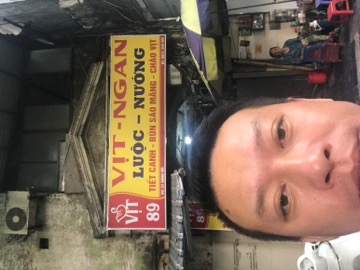 VỊT - NGAN
LUỘC - NƯỚNG
TIẾT CANH - BÚN SÁO MĂNG - CHÁO VỊT
VỊT
89